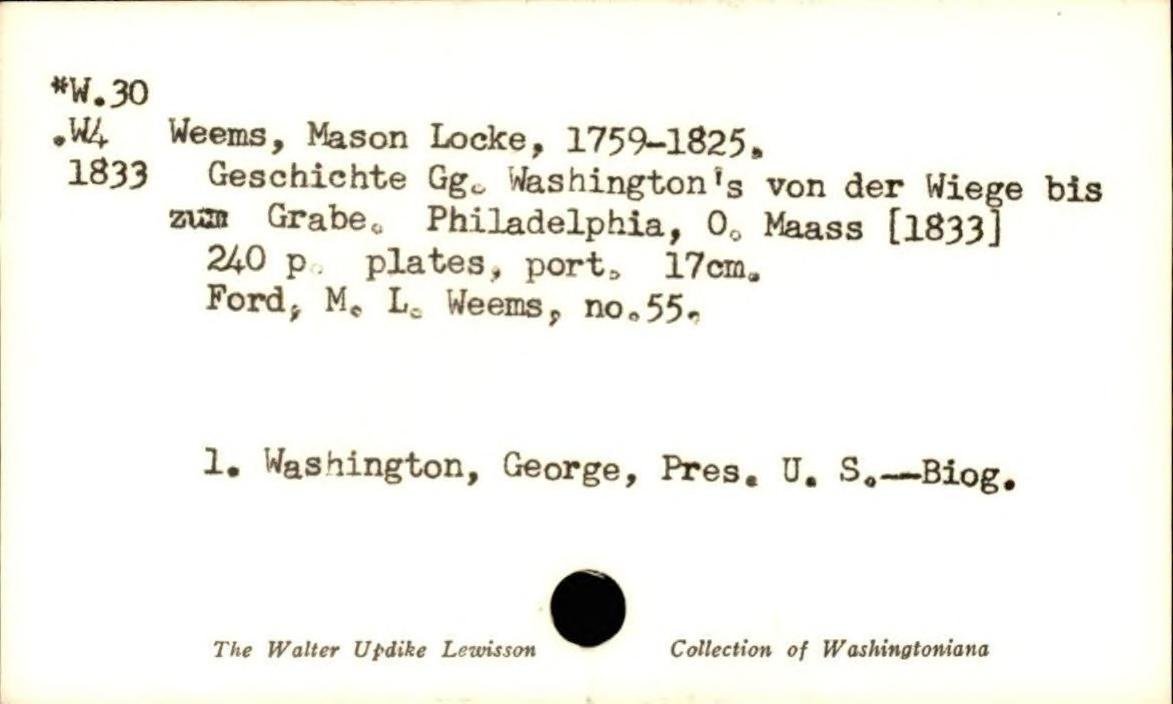 *W.30
.W4 Weems, Mason Locke, 1759-1825.
1833 Geschichte Gg. Washington's von der Wiege bis
zum Grabe. Philadelphia, O. Maass [1833]
240 p. plates, port. 17cm.
Ford, M. L. Weems, no.55.
1. Washington, George, Pres. U. S.--Biog.
The Walter Updike Lewisson Collection of Washingtoniana